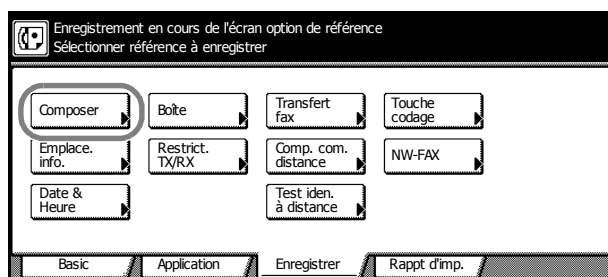 Enregistrement en cours de l'écran option de référence
Sélectionner référence à enregistrer
Composer
Boîte
Transfert
fax
Touche
codage
Emplace.
info.
Restrict.
TX/RX
Comp. com.
distance
NW-FAX
Date &
Heure
Test iden.
à distance
Basic
Application
Enregistrer
Rappt d'imp.